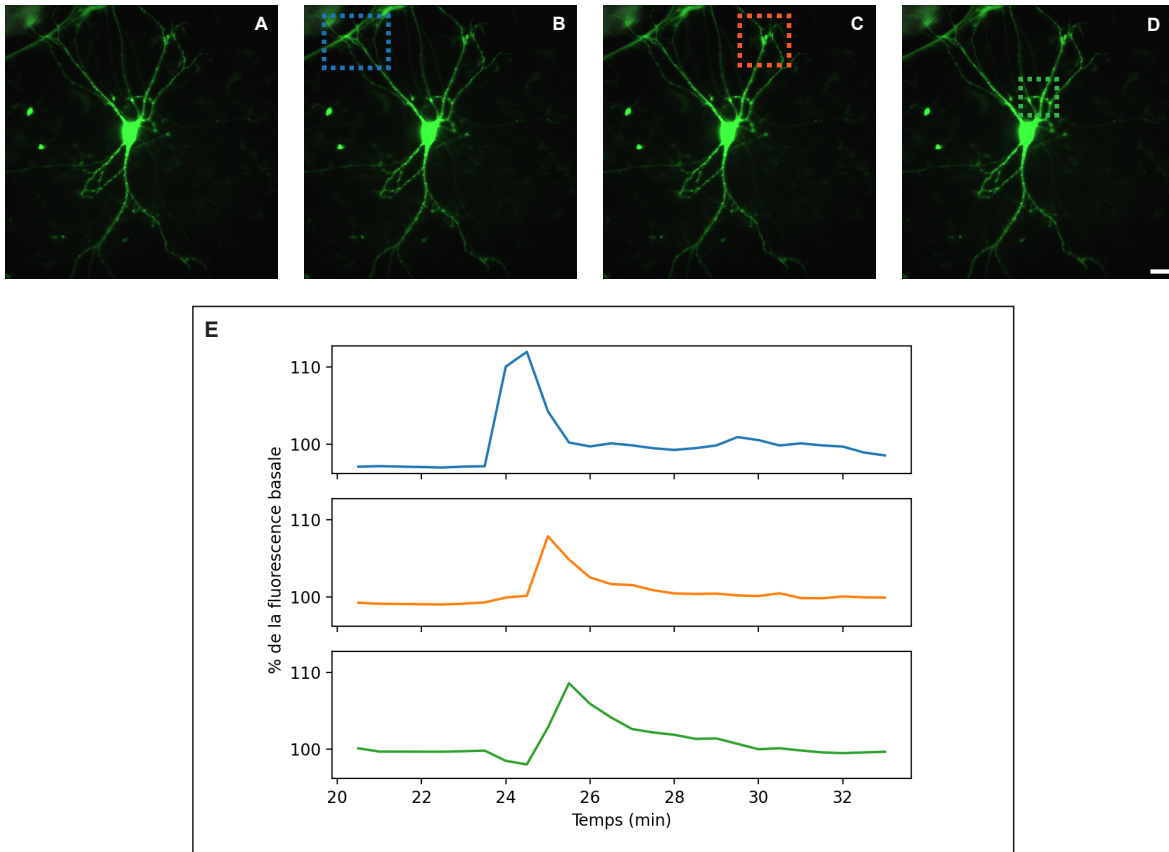 A
B
C
D
E
110
100
110
100
110
100
% de la fluorescence basale
20 22 24 26 28 30 32
Temps (min)